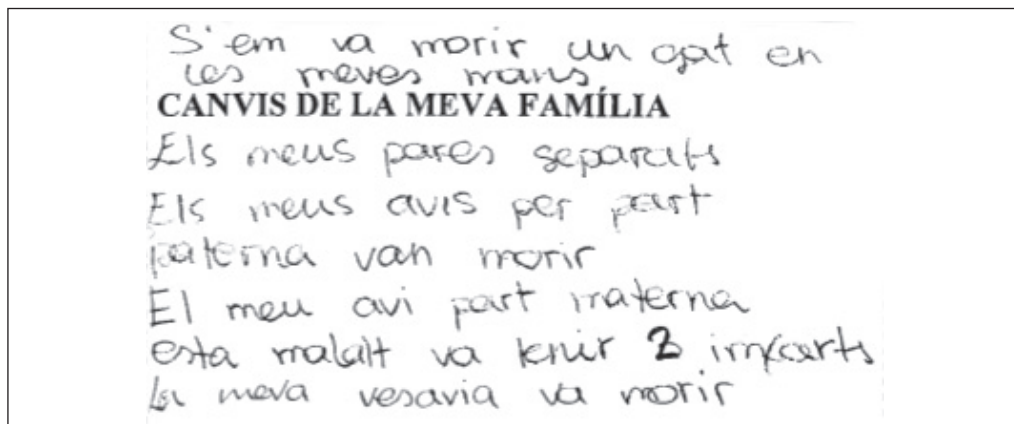 S'em va morir un gat en
les meves mans
CANVIS DE LA MEVA FAMÍLIA
Els meus pares separats
Els meus avis per part
paterna van morir
El meu avi part materna
esta malalt va tenir
La meva vesavia va morir